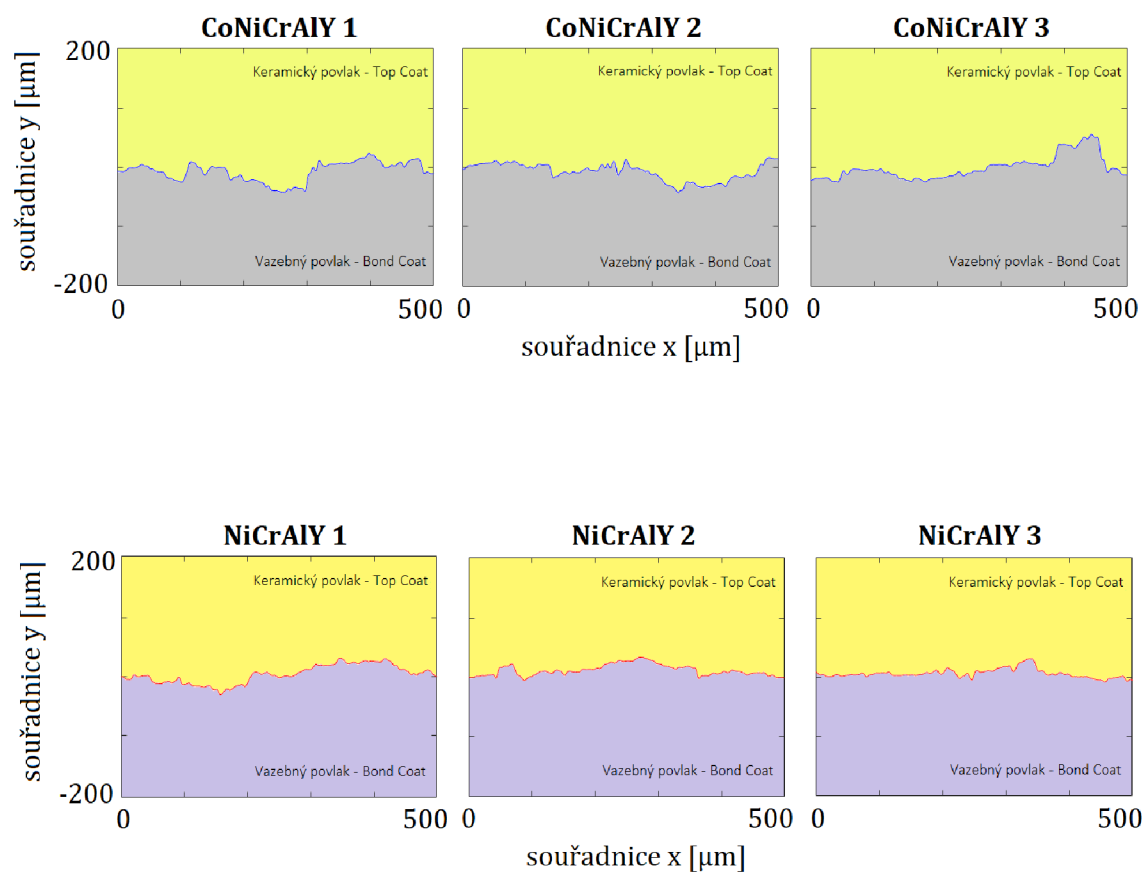 CoNiCrAlY 1 CoNiCrAlY 2 CoNiCrAlY 3
200
souřadnice y [μm]
Keramický povlak - Top Coat Keramický povlak - Top Coat Keramický povlak - Top Coat
Vazebný povlak - Bond Coat Vazebný povlak - Bond Coat Vazebný povlak - Bond Coat
-200
0 500 0 500 0 500
souřadnice x [μm]
NiCrAlY 1 NiCrAlY 2 NiCrAlY 3
200
souřadnice y [μm]
Keramický povlak - Top Coat Keramický povlak - Top Coat Keramický povlak - Top Coat
Vazebný povlak - Bond Coat Vazebný povlak - Bond Coat Vazebný povlak - Bond Coat
-200
0 500 0 500 0 500
souřadnice x [μm]